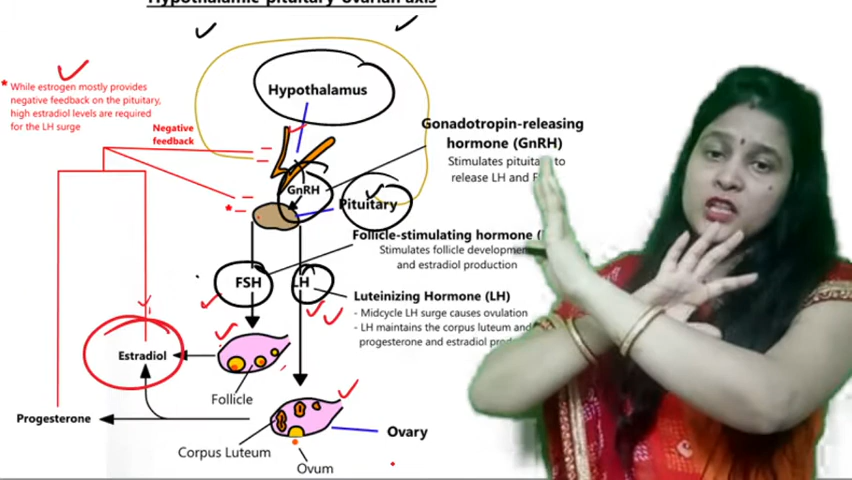 Hypothalamic-pituitary-ovarian axis
* While estrogen mostly provides
negative feedback on the pituitary,
high estradiol levels are required
for the LH surge
Negative
feedback
Hypothalamus
Gonadotropin-releasing
hormone (GnRH)
Stimulates pituitary to
release LH and
GnRH
Pituitary
*
Follicle-stimulating hormone (
Stimulates follicle
and estradiol production
FSH
LH
Luteinizing Hormone (LH)
- Midcycle LH surge causes ovulation
- LH maintains the corpus luteum and
progesterone and estradiol
Estradiol
Follicle
Progesterone
Ovary
Corpus Luteum
Ovum